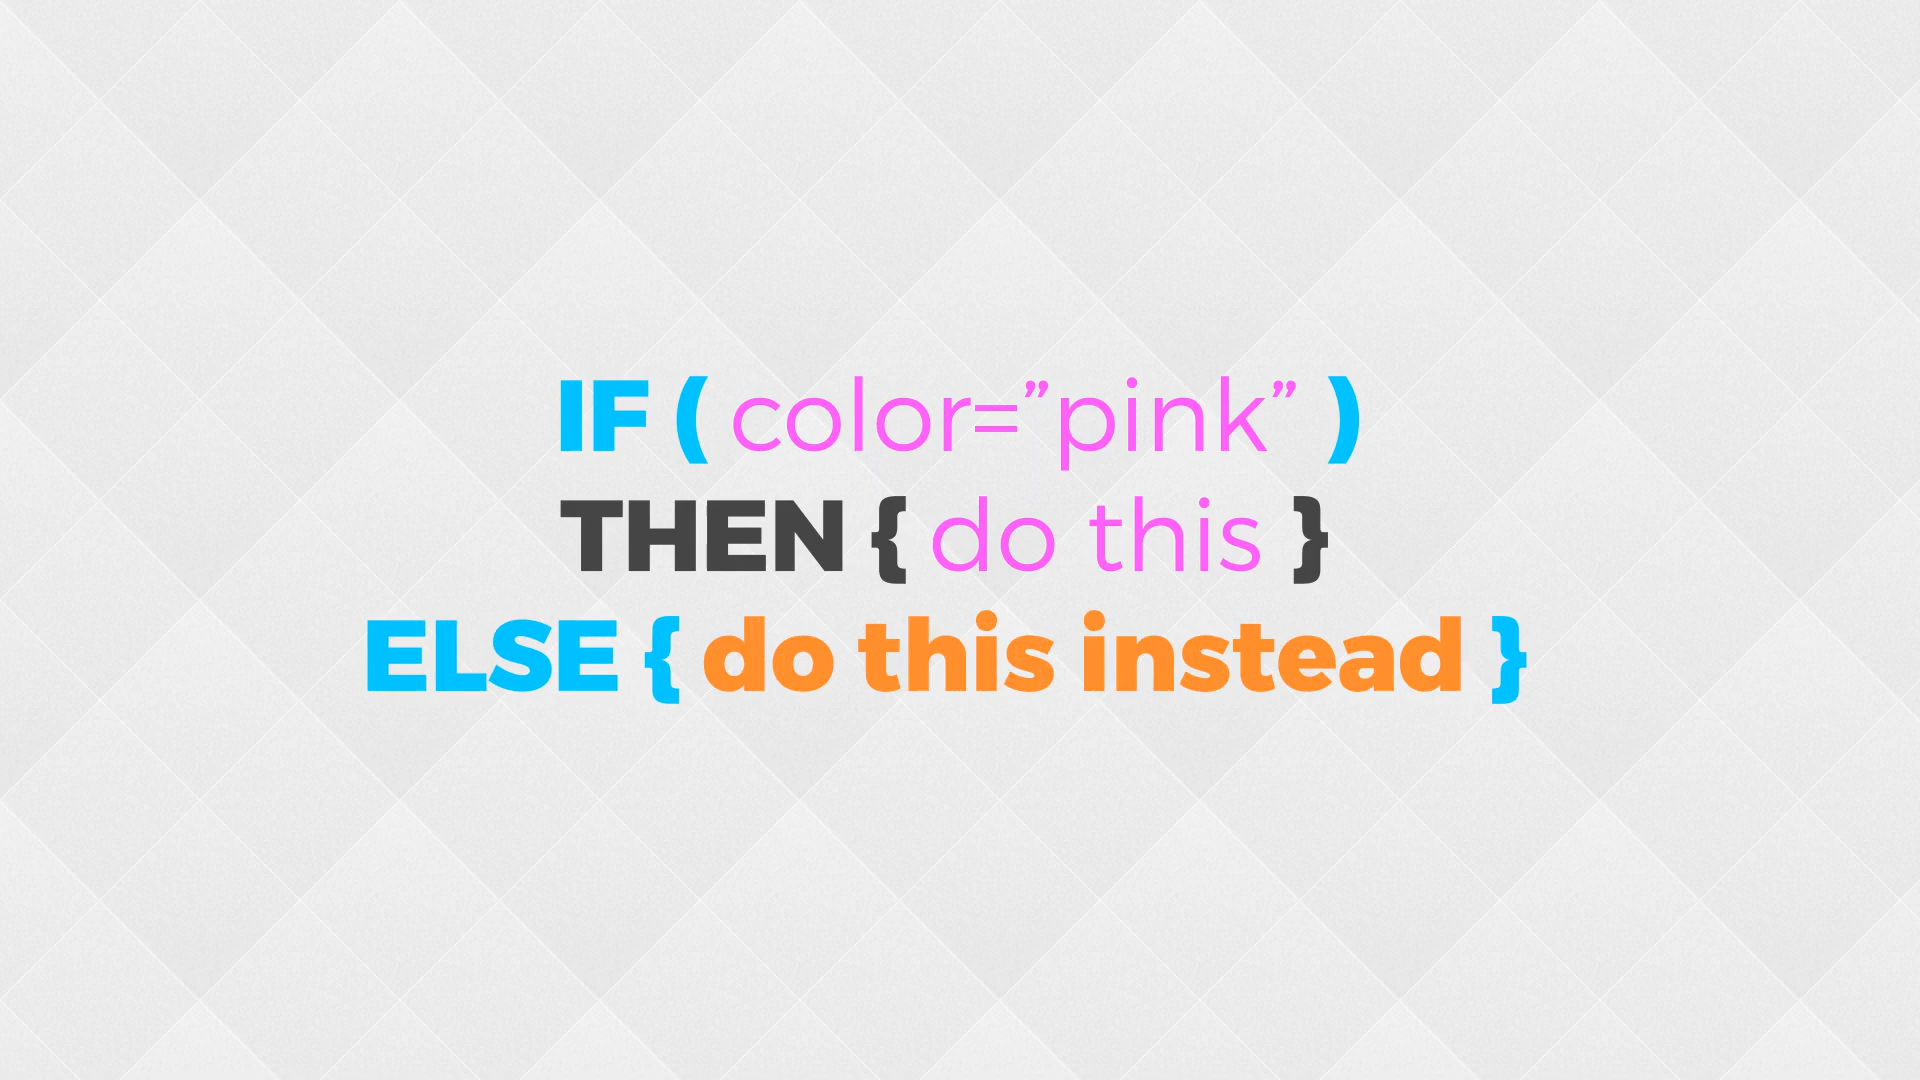 IF ( color=”pink” )
THEN { do this }
ELSE { do this instead }